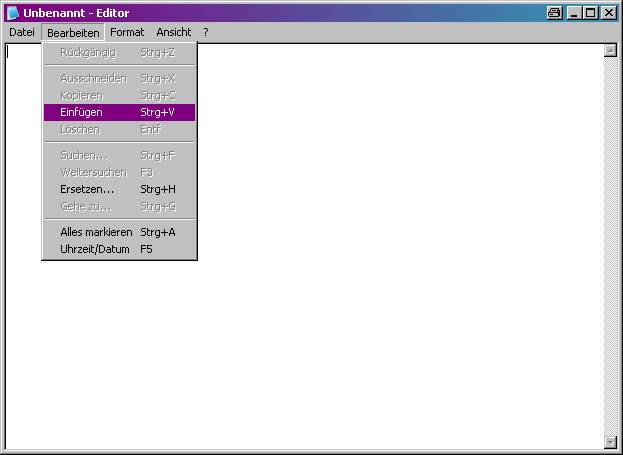 Unbenannt - Editor
Datei Bearbeiten Format Ansicht ?
Rückgängig Strg+Z
Ausschneiden Strg+X
Kopieren Strg+C
Einfügen Strg+V
Löschen Entf
Suchen... Strg+F
Weitersuchen F3
Ersetzen... Strg+H
Gehe zu... Strg+G
Alles markieren Strg+A
Uhrzeit/Datum F5